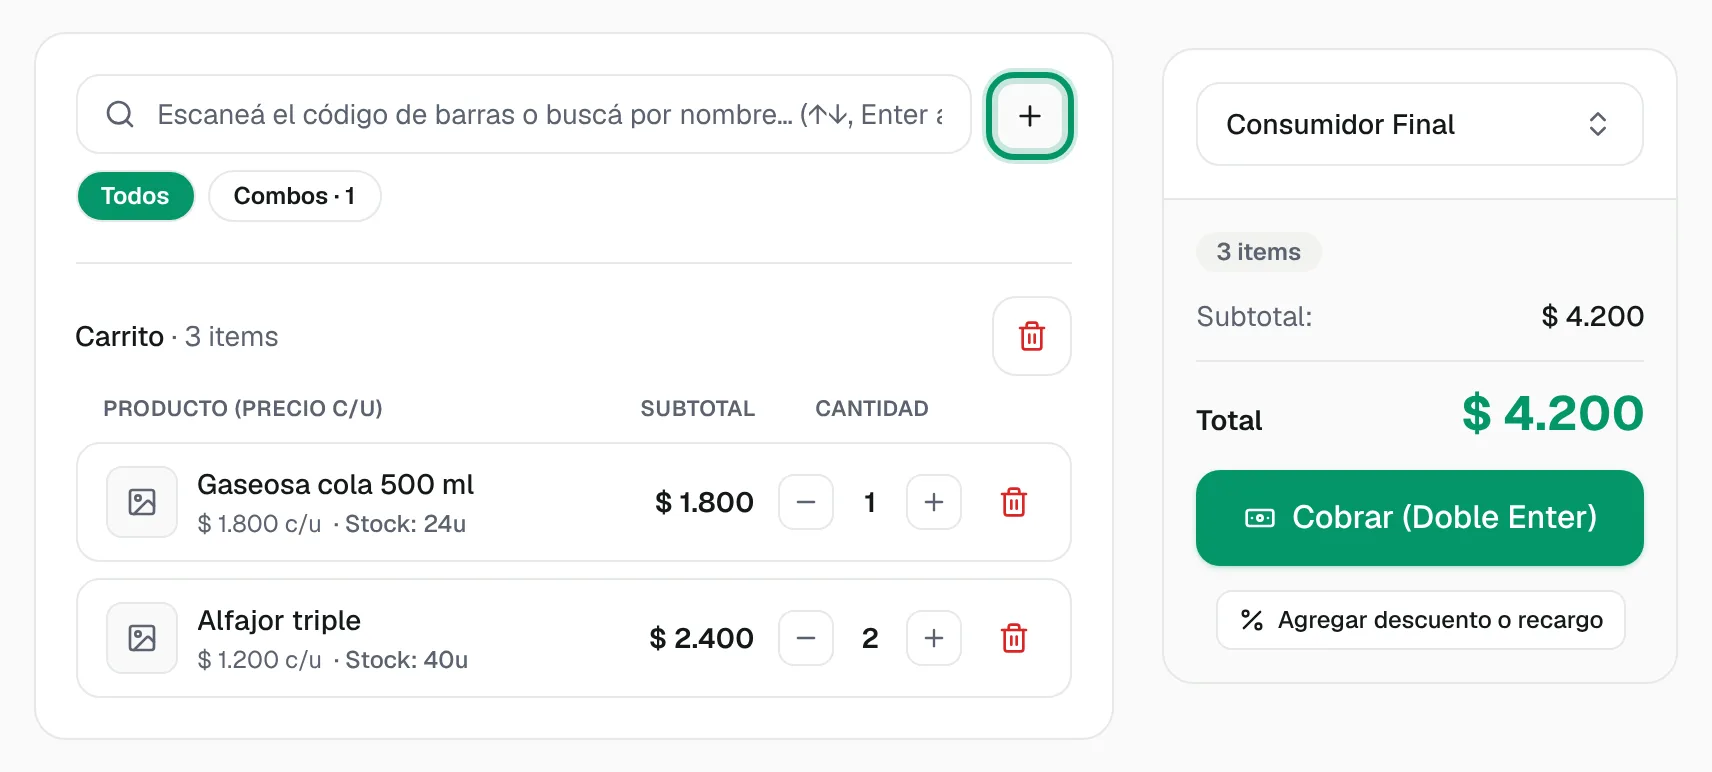 Escaneá el código de barras o buscá por nombre... (↑↓, Enter
Todos
Combos · 1
Carrito · 3 items
PRODUCTO (PRECIO C/U)
SUBTOTAL
CANTIDAD
Gaseosa cola 500 ml
$ 1.800 c/u · Stock: 24u
$ 1.800
1
Alfajor triple
$ 1.200 c/u · Stock: 40u
$ 2.400
2
Consumidor Final
3 items
Subtotal:
$ 4.200
Total
$ 4.200
Cobrar (Doble Enter)
Agregar descuento o recargo